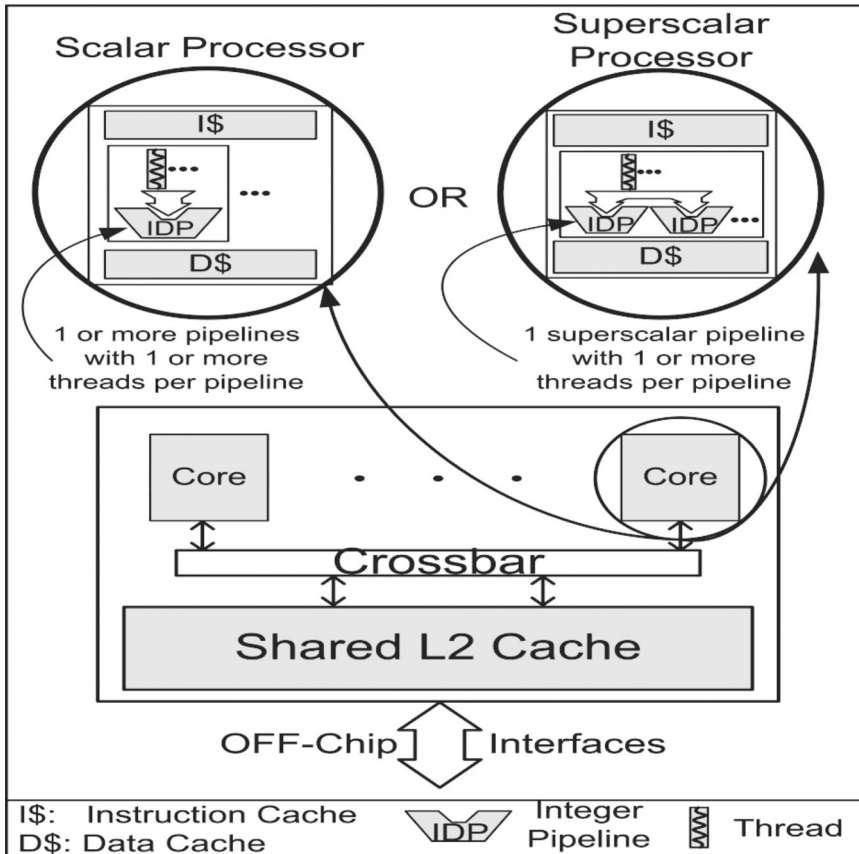 Scalar Processor
Superscalar
Processor
I$
...
...
IDP
D$
OR
I$
...
IDP
IDP
...
D$
1 or more pipelines
with 1 or more
threads per pipeline
1 superscalar pipeline
with 1 or more
threads per pipeline
Core
. . .
Core
Crossbar
Shared L2 Cache
OFF-Chip
Interfaces
I$: Instruction Cache
D$: Data Cache
IDP
Integer
Pipeline
Thread